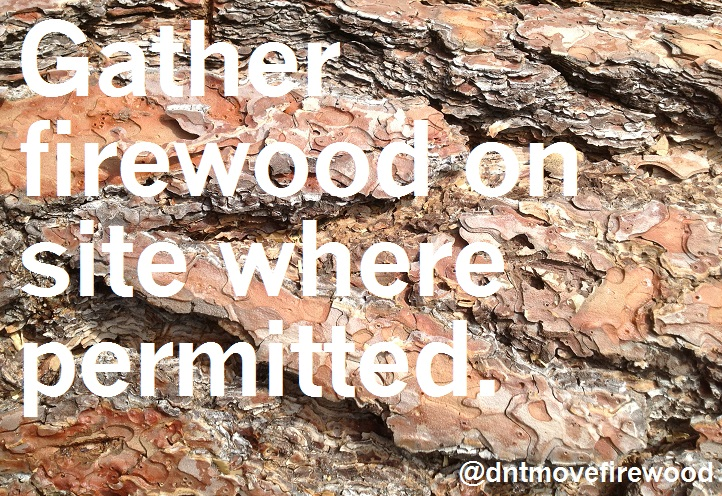 Gather
firewood on
site where
permitted.
@dntmovefirewood